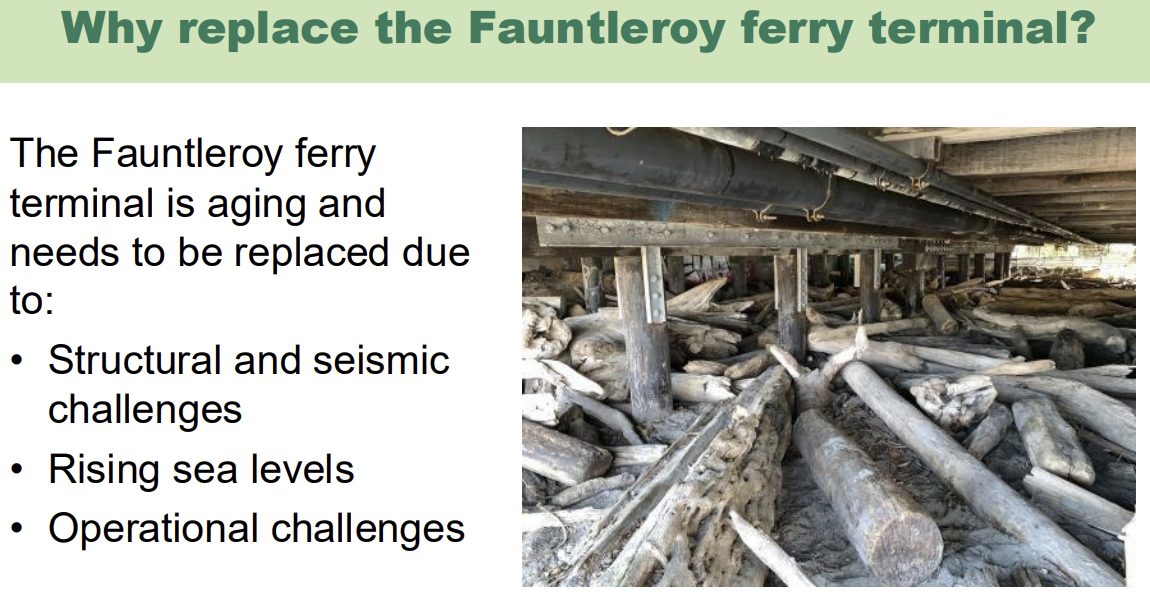 Why replace the Fauntleroy ferry terminal?
The Fauntleroy ferry
terminal is aging and
needs to be replaced due
to:
• Structural and seismic
challenges
• Rising sea levels
• Operational challenges